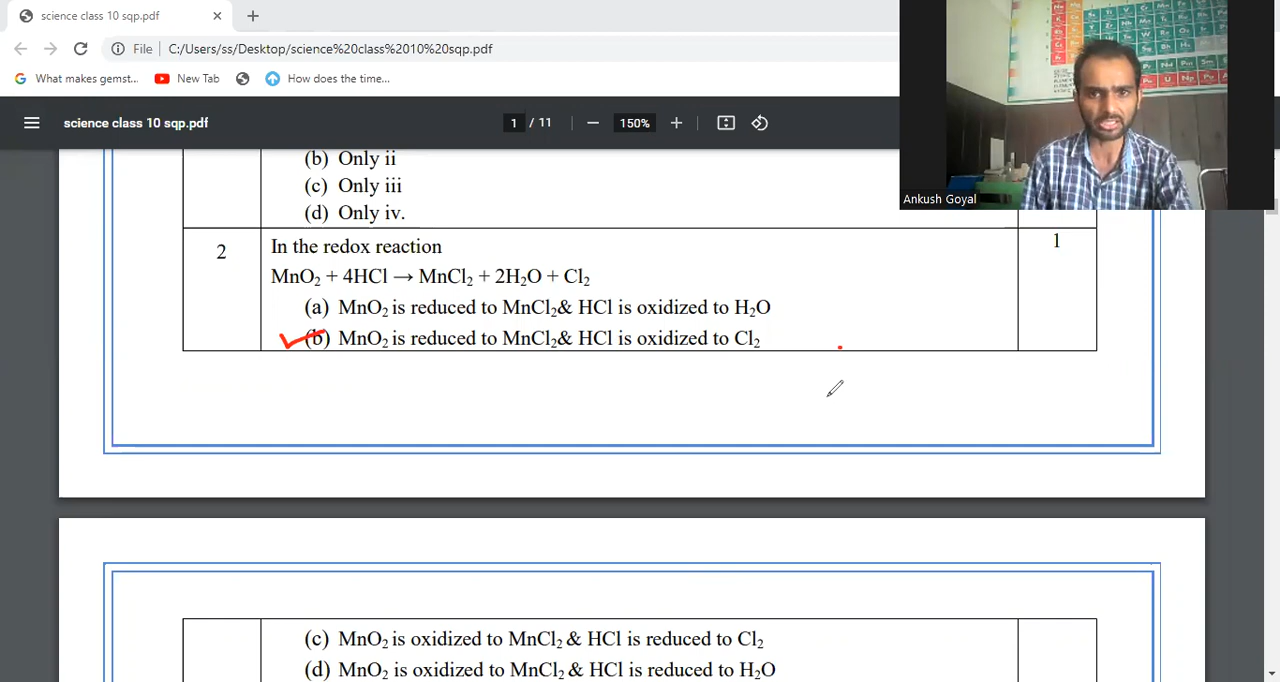 science class 10 sqp.pdf
File
C:/Users/ss/Desktop/science%20class%2010%20sqp.pdf
What makes gemst...
New Tab
How does the time...
science class 10 sqp.pdf
1 / 11
150%
Ankush Goyal
(b) Only ii
(c) Only iii
(d) Only iv.
2
In the redox reaction
1
MnO₂ + 4HCl → MnCl₂ + 2H₂O + Cl₂
(a) MnO₂ is reduced to MnCl₂& HCl is oxidized to H₂O
(b) MnO₂ is reduced to MnCl₂& HCl is oxidized to Cl₂
(c) MnO₂ is oxidized to MnCl₂ & HCl is reduced to Cl₂
(d) MnO₂ is oxidized to MnCl₂ & HCl is reduced to H₂O